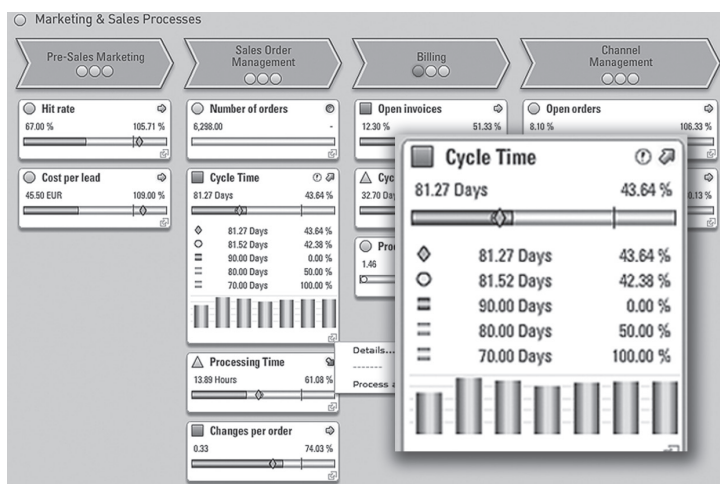 Marketing & Sales Processes
Pre-Sales Marketing
Sales Order
Management
Billing
Channel
Management
Hit rate
67.00 % 105.71 %
Cost per lead
45.50 EUR 109.00 %
Number of orders
6,298.00 -
Cycle Time
81.27 Days 43.64 %
81.27 Days 43.64 %
81.52 Days 42.38 %
90.00 Days 0.00 %
80.00 Days 50.00 %
70.00 Days 100.00 %
Processing Time
13.89 Hours 61.08 %
Changes per order
0.33 74.03 %
Details...
-------
Process a
Open invoices
12.30 % 51.33 %
Cyc
32.70 Da
Pro
1.46
Open orders
8.10 % 106.33 %
0.13 %
Cycle Time
81.27 Days 43.64 %
81.27 Days 43.64 %
81.52 Days 42.38 %
90.00 Days 0.00 %
80.00 Days 50.00 %
70.00 Days 100.00 %